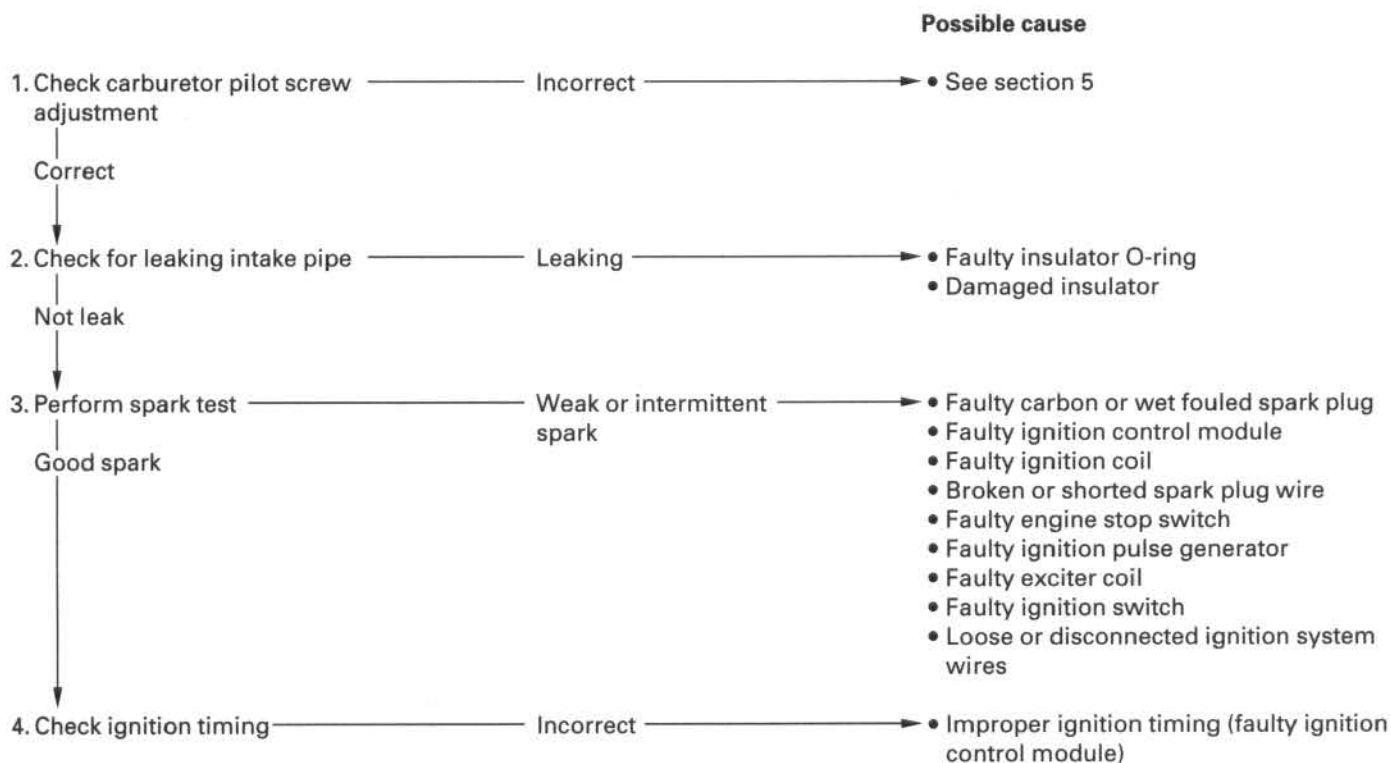 Possible cause
1. Check carburetor pilot screw adjustment
Incorrect
• See section 5
Correct
2. Check for leaking intake pipe
Leaking
• Faulty insulator O-ring
• Damaged insulator
Not leak
3. Perform spark test
Weak or intermittent spark
• Faulty carbon or wet fouled spark plug
• Faulty ignition control module
• Faulty ignition coil
• Broken or shorted spark plug wire
• Faulty engine stop switch
• Faulty ignition pulse generator
• Faulty exciter coil
• Faulty ignition switch
• Loose or disconnected ignition system wires
Good spark
4. Check ignition timing
Incorrect
• Improper ignition timing (faulty ignition control module)